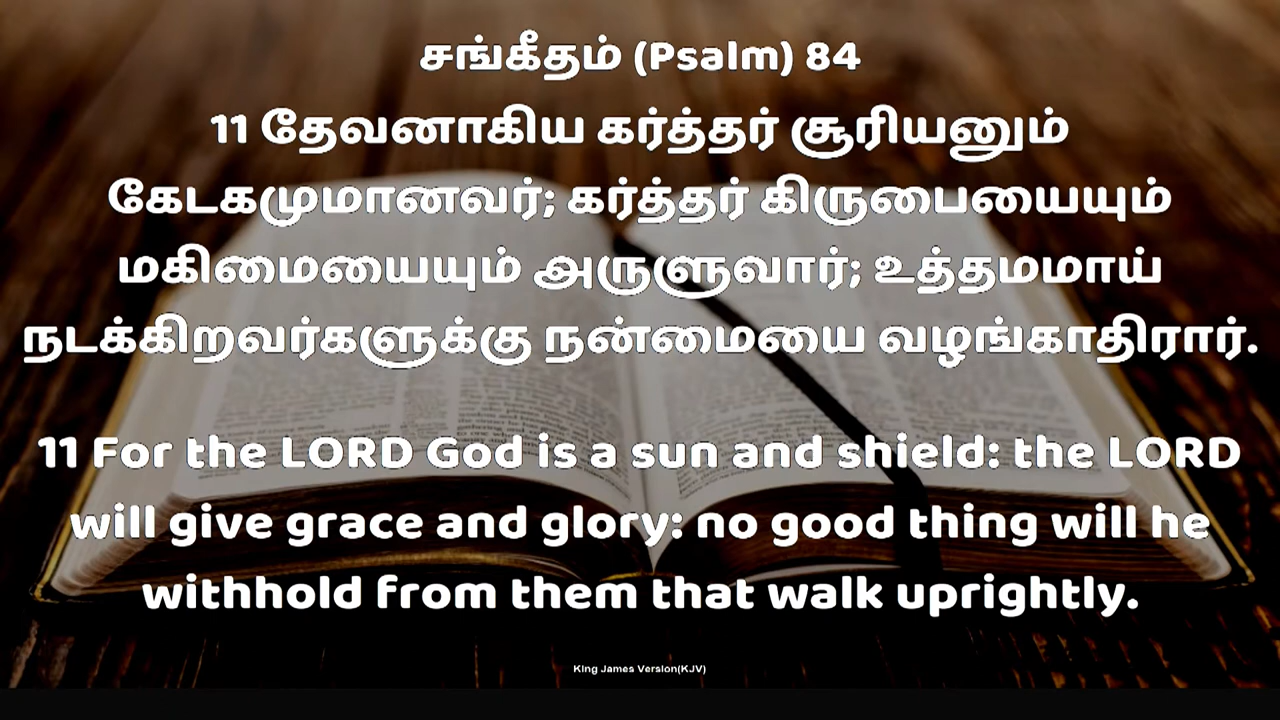 சங்கீதம் (Psalm) 84
11 தேவனாகிய கர்த்தர் சூரியனும்
கேடகமுமானவர்; கர்த்தர் கிருபையையும்
மகிமையையும் அருளுவார்; உத்தமமாய்
நடக்கிறவர்களுக்கு நன்மையை வழங்காதிரார்.
11 For the LORD God is a sun and shield: the LORD
will give grace and glory: no good thing will he
withhold from them that walk uprightly.
King James Version(KJV)